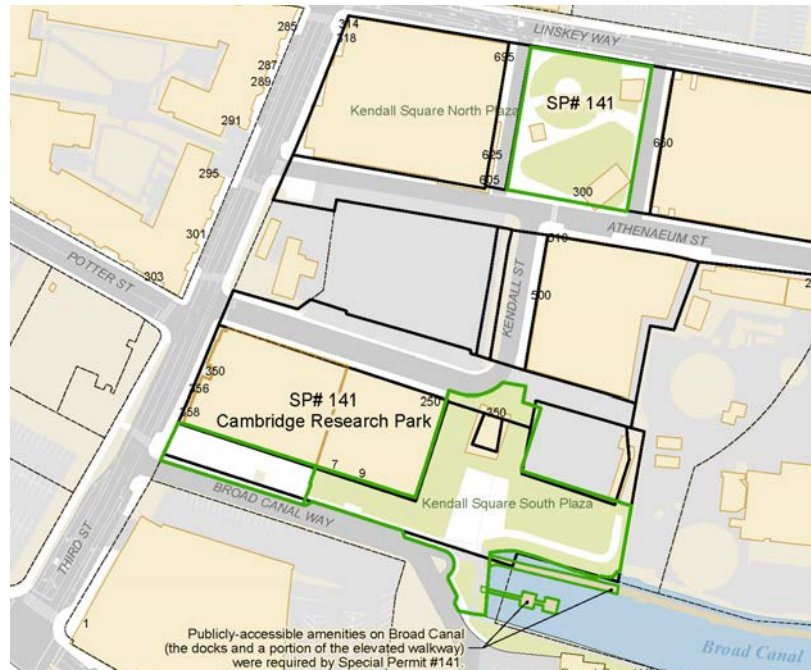 285
314
318
LINSKEY WAY
287
289
695
SP# 141
Kendall Square North Plaza
291
650
625
295
605
300
ATHENAEUM ST
301
510
POTTER ST
303
KENDALL ST
500
350
SP# 141
356
Cambridge Research Park
250
350
358
7
9
Kendall Square South Plaza
BROAD CANAL WAY
THIRD ST
1
Publicly-accessible amenities on Broad Canal
(the docks and a portion of the elevated walkway)
were required by Special Permit #141.
Broad Canal